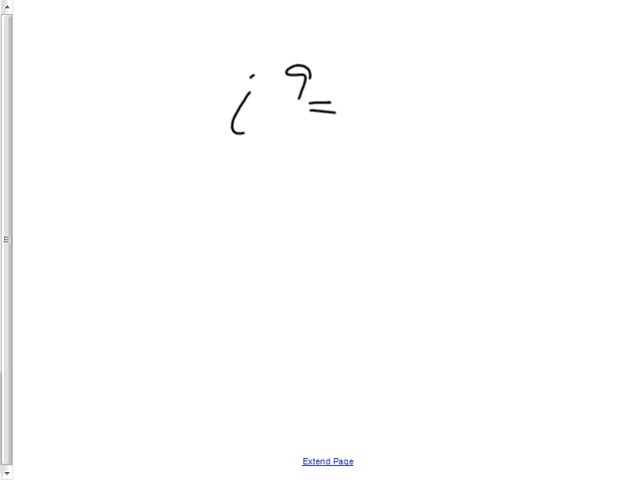 i⁹=
Extend Page